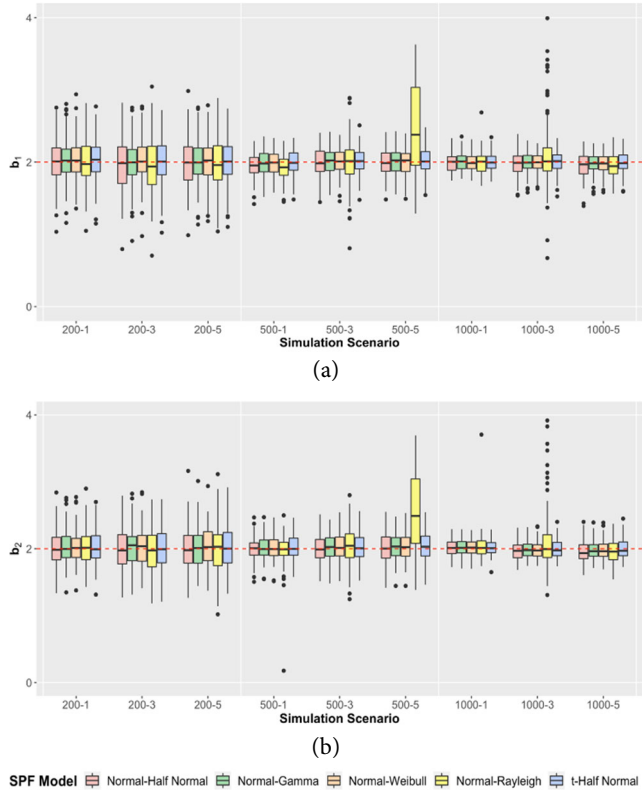 4
2
0
b1
200-1 200-3 200-5 500-1 500-3 500-5 1000-1 1000-3 1000-5
Simulation Scenario
(a)
4
2
0
b2
200-1 200-3 200-5 500-1 500-3 500-5 1000-1 1000-3 1000-5
Simulation Scenario
(b)
SPF Model Normal-Half Normal Normal-Gamma Normal-Weibull Normal-Rayleigh t-Half Normal